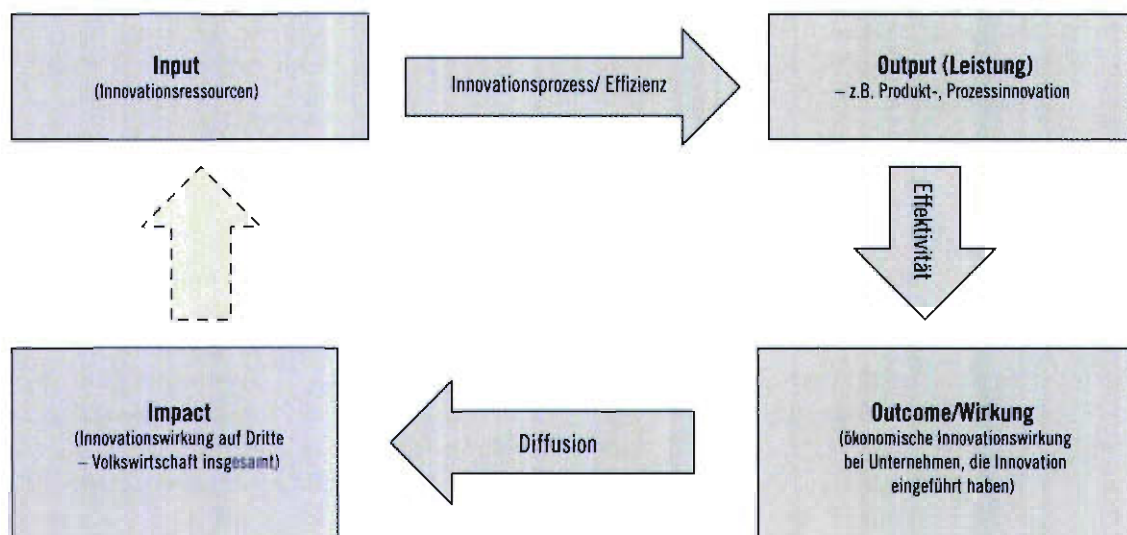 Input
(Innovationsressourcen)
Innovationsprozess/ Effizienz
Output (Leistung)
– z.B. Produkt-, Prozessinnovation
Effektivität
Outcome/Wirkung
(ökonomische Innovationswirkung
bei Unternehmen, die Innovation
eingeführt haben)
Diffusion
Impact
(Innovationswirkung auf Dritte
– Volkswirtschaft insgesamt)